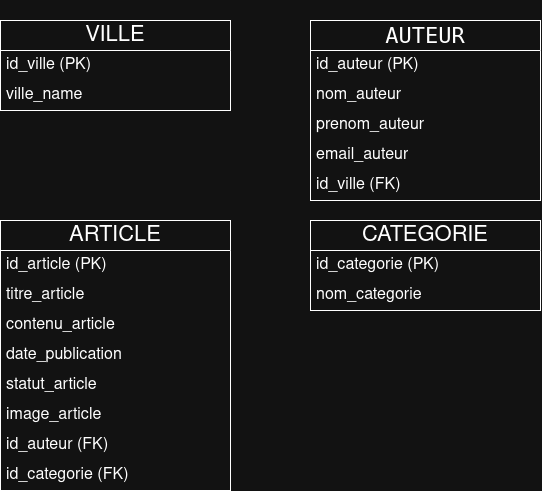 VILLE
id_ville (PK)
ville_name
AUTEUR
id_auteur (PK)
nom_auteur
prenom_auteur
email_auteur
id_ville (FK)
ARTICLE
id_article (PK)
titre_article
contenu_article
date_publication
statut_article
image_article
id_auteur (FK)
id_categorie (FK)
CATEGORIE
id_categorie (PK)
nom_categorie